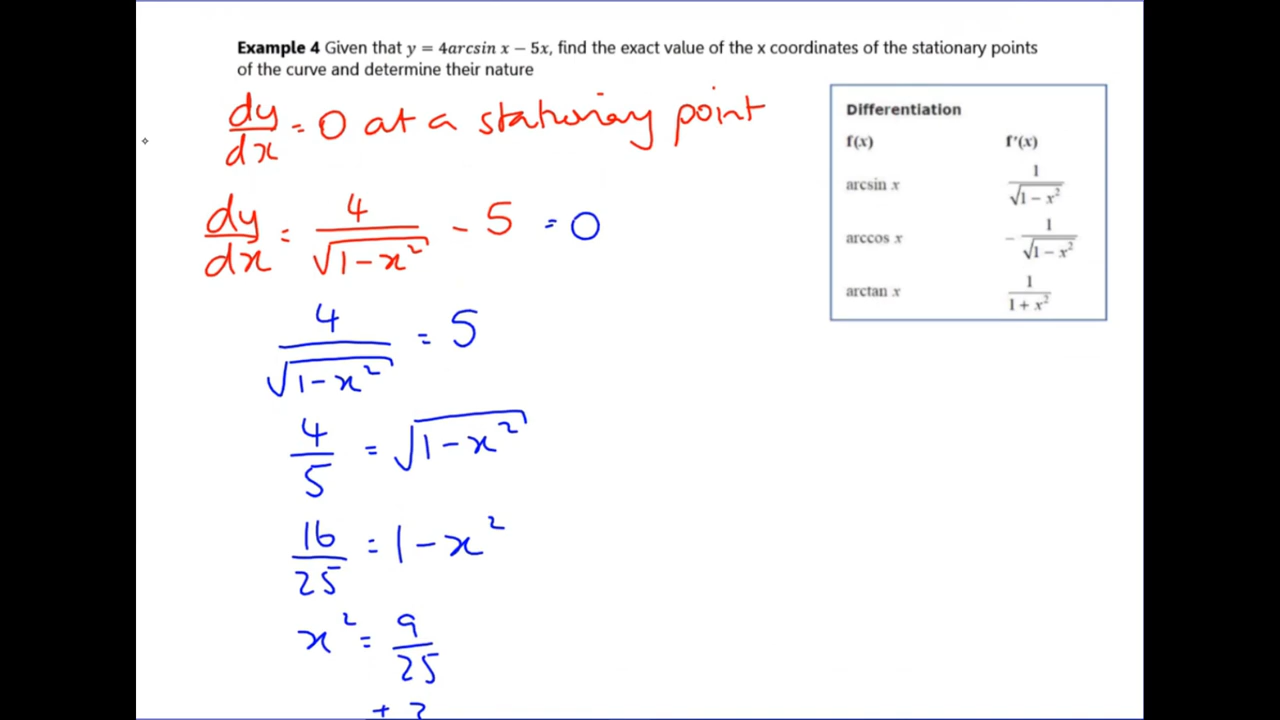 Example 4 Given that y = 4arcsin x − 5x, find the exact value of the x coordinates of the stationary points
of the curve and determine their nature
dy/dx = 0 at a stationary point
Differentiation
f(x) f'(x)
arcsin x 1/√(1 − x²)
arccos x −1/√(1 − x²)
arctan x 1/(1 + x²)
dy/dx = 4/√(1−x²) − 5 = 0
4/√(1−x²) = 5
4/5 = √(1−x²)
16/25 = 1−x²
x² = 9/25